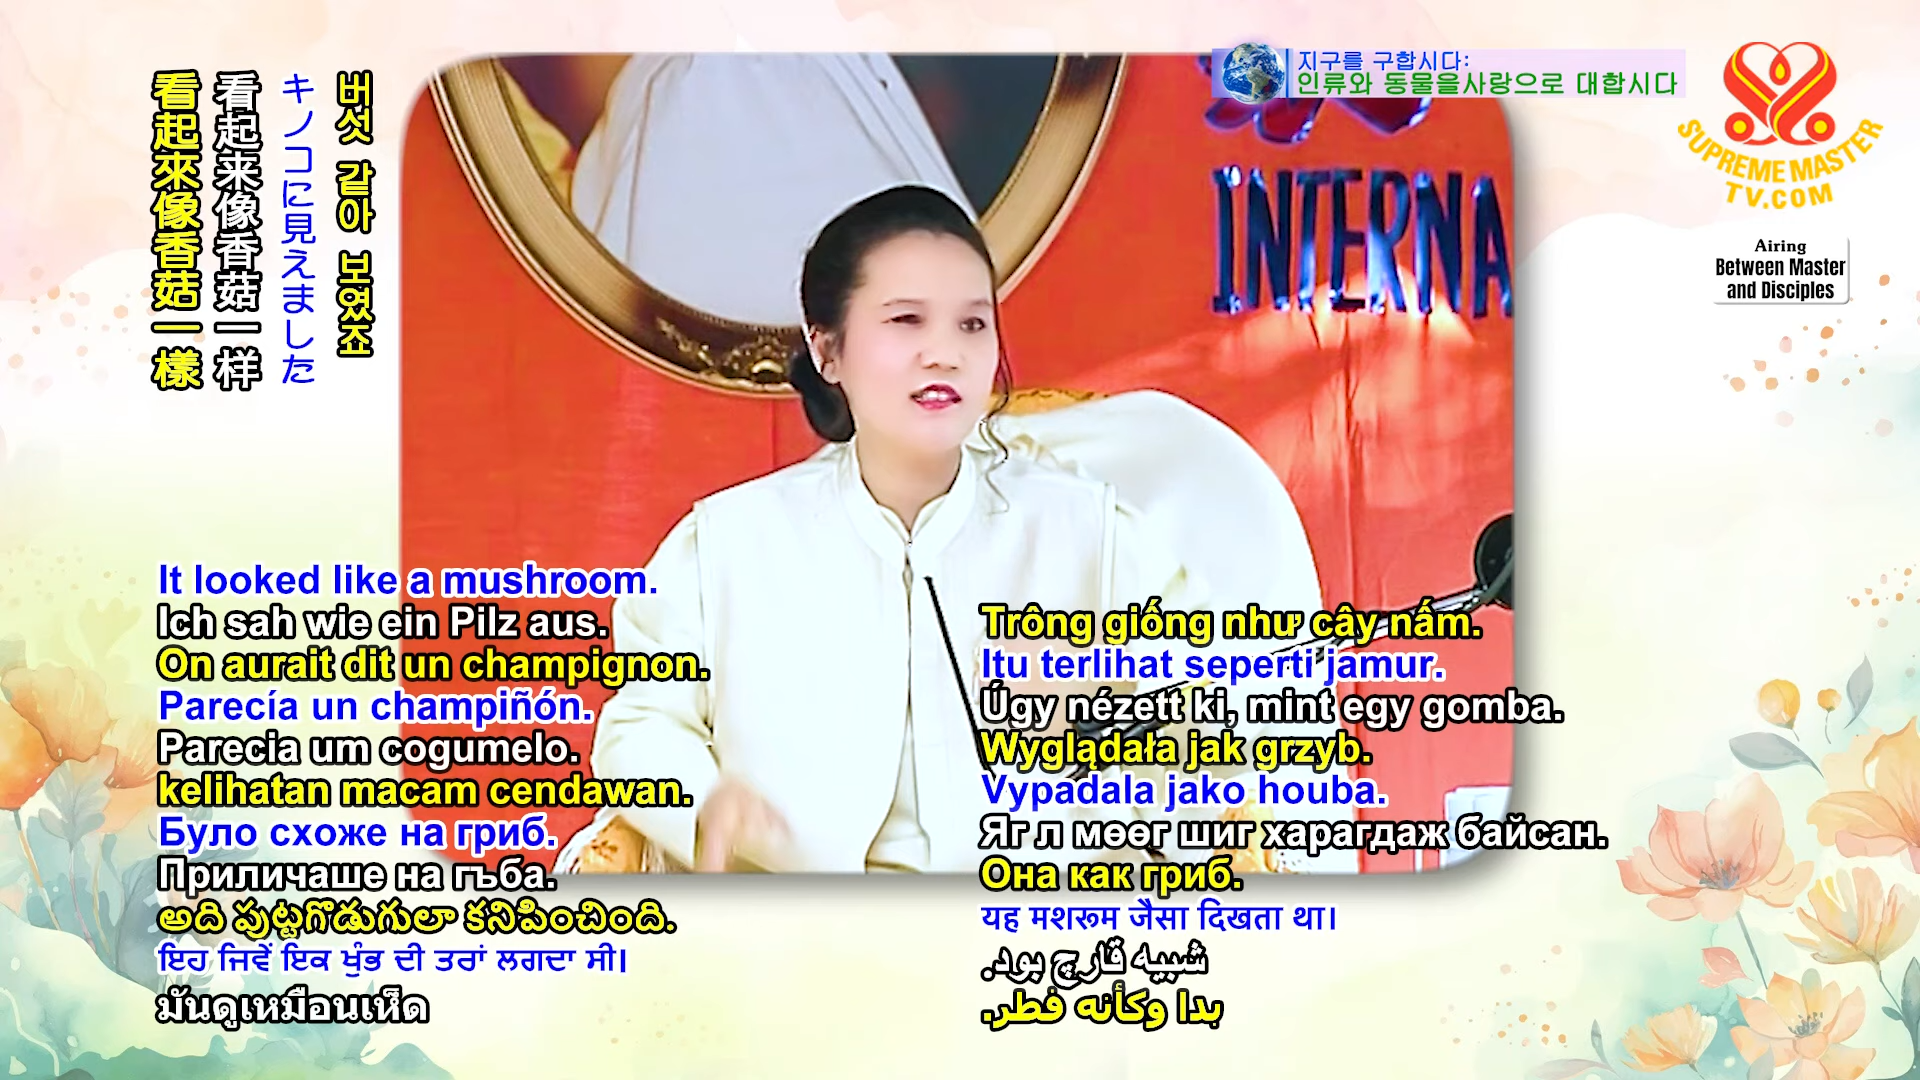 看起來像香菇一樣
看起来像香菇一样
キノコに見えました
버섯 같아 보였죠
지구를 구합시다:
인류와 동물을사랑으로 대합시다
SUPREME MASTER
TV.COM
Airing
Between Master
and Disciples
INTERNA
It looked like a mushroom.
Ich sah wie ein Pilz aus.
On aurait dit un champignon.
Parecía un champiñón.
Parecia um cogumelo.
kelihatan macam cendawan.
Було схоже на гриб.
Приличаше на гъба.
అది పుట్టగొడుగులా కనిపించింది.
ਇਹ ਜਿਵੇਂ ਇਕ ਖੁੰਭ ਦੀ ਤਰਾਂ ਲਗਦਾ ਸੀ।
มันดูเหมือนเห็ด
Trông giống như cây nấm.
Itu terlihat seperti jamur.
Úgy nézett ki, mint egy gomba.
Wyglądała jak grzyb.
Vypadala jako houba.
Яг л мөөг шиг харагдаж байсан.
Она как гриб.
यह मशरूम जैसा दिखता था।
شبیه قارچ بود.
بدا وكأنه فطر.